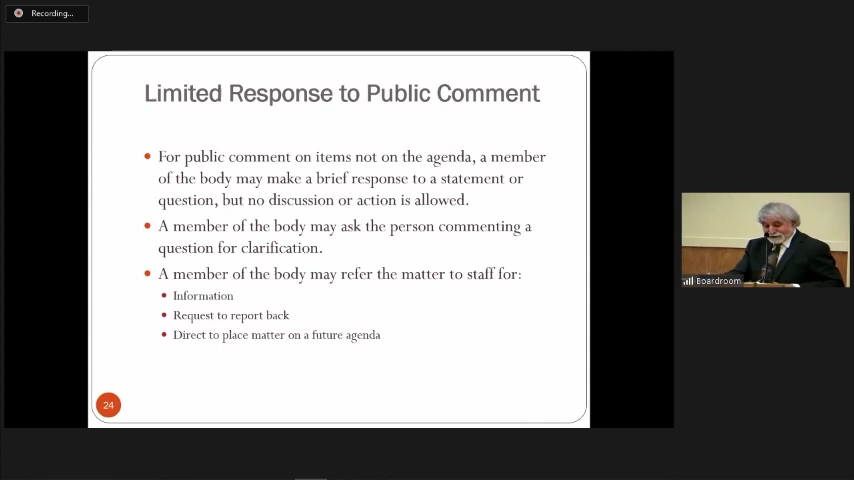 Recording...
Limited Response to Public Comment
• For public comment on items not on the agenda, a member
of the body may make a brief response to a statement or
question, but no discussion or action is allowed.
• A member of the body may ask the person commenting a
question for clarification.
• A member of the body may refer the matter to staff for:
• Information
• Request to report back
• Direct to place matter on a future agenda
24
Boardroom